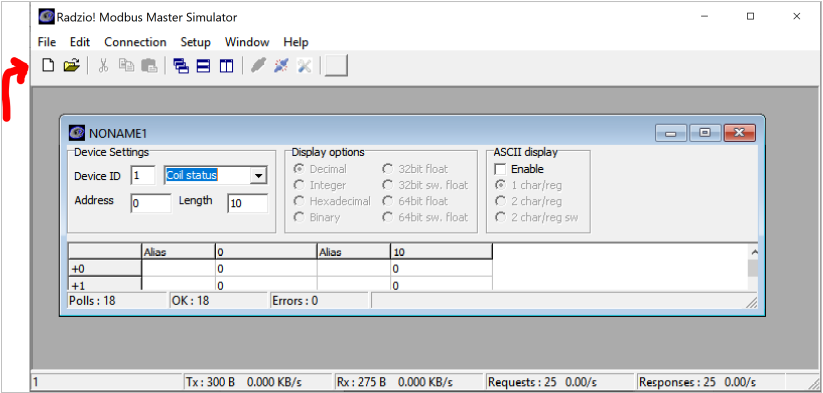 Radzio! Modbus Master Simulator
File Edit Connection Setup Window Help
NONAME1
Device Settings
Device ID 1 Coil status
Address 0 Length 10
Display options
Decimal 32bit float
Integer 32bit sw. float
Hexadecimal 64bit float
Binary 64bit sw. float
ASCII display
Enable
1 char/reg
2 char/reg
2 char/reg sw
Alias 0 Alias 10
+0 0 0
+1 0 0
Polls : 18 OK : 18 Errors : 0
1 Tx : 300 B 0.000 KB/s Rx : 275 B 0.000 KB/s Requests : 25 0.00/s Responses : 25 0.00/s